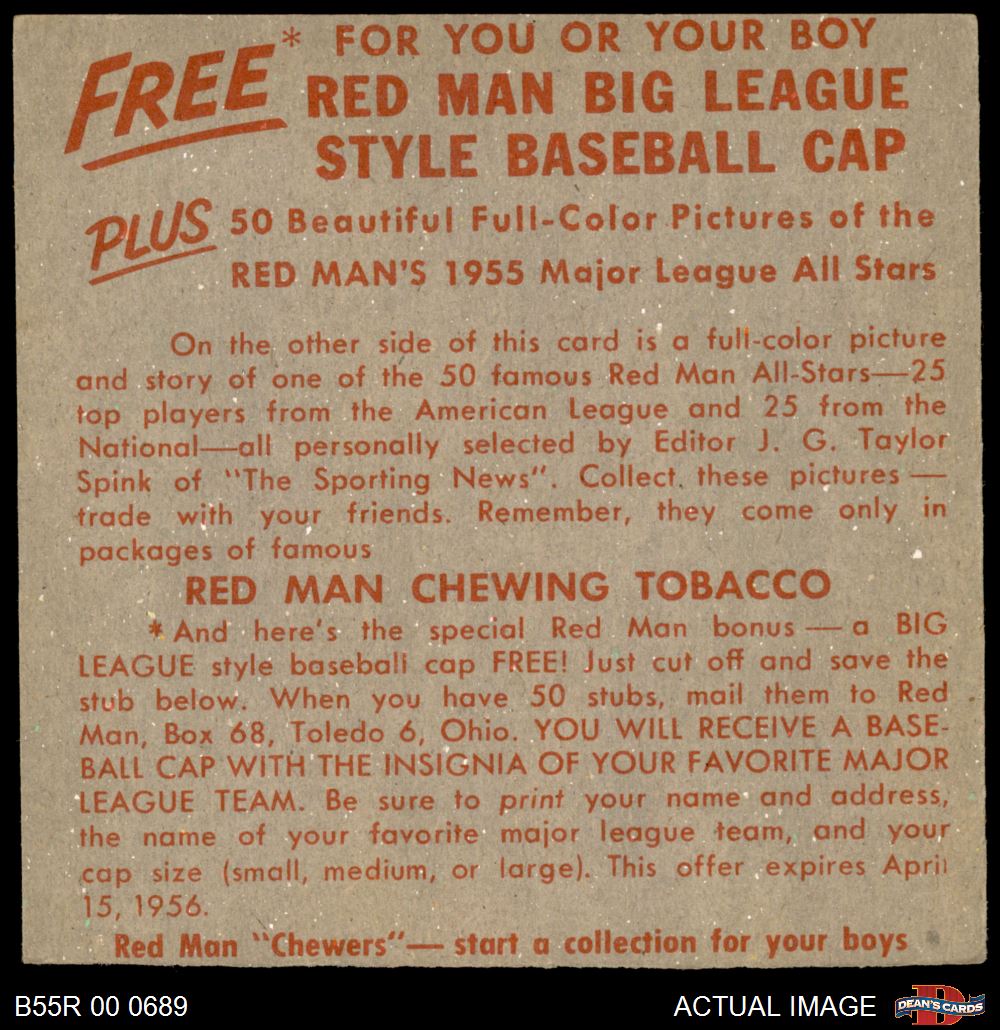 FREE* FOR YOU OR YOUR BOY
RED MAN BIG LEAGUE
STYLE BASEBALL CAP
PLUS 50 Beautiful Full-Color Pictures of the
RED MAN'S 1955 Major League All Stars
On the other side of this card is a full-color picture
and story of one of the 50 famous Red Man All-Stars—25
top players from the American League and 25 from the
National—all personally selected by Editor J. G. Taylor
Spink of "The Sporting News". Collect these pictures —
trade with your friends. Remember, they come only in
packages of famous
RED MAN CHEWING TOBACCO
*And here's the special Red Man bonus — a BIG
LEAGUE style baseball cap FREE! Just cut off and save the
stub below. When you have 50 stubs, mail them to Red
Man, Box 68, Toledo 6, Ohio. YOU WILL RECEIVE A BASE-
BALL CAP WITH THE INSIGNIA OF YOUR FAVORITE MAJOR
LEAGUE TEAM. Be sure to print your name and address,
the name of your favorite major league team, and your
cap size (small, medium, or large). This offer expires April
15, 1956.
Red Man "Chewers"— start a collection for your boys
B55R 00 0689
ACTUAL IMAGE
D
DEAN'S CARDS